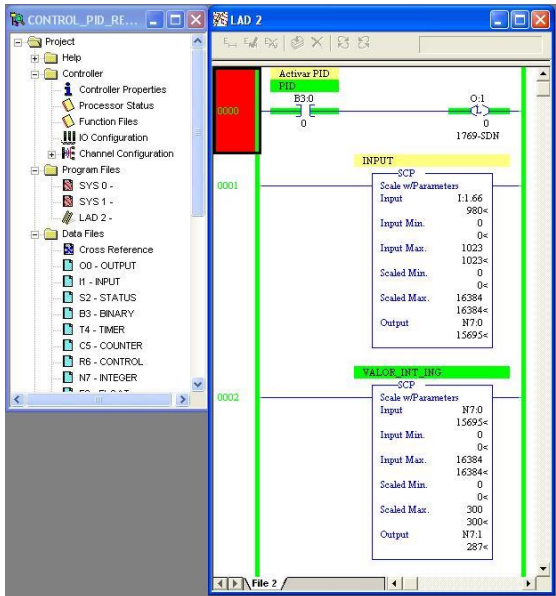 CONTROL_PID_RE...
Project
Help
Controller
Controller Properties
Processor Status
Function Files
IO Configuration
Channel Configuration
Program Files
SYS 0 -
SYS 1 -
LAD 2 -
Data Files
Cross Reference
O0 - OUTPUT
I1 - INPUT
S2 - STATUS
B3 - BINARY
T4 - TIMER
C5 - COUNTER
R6 - CONTROL
N7 - INTEGER
LAD 2
0000
Activar PID
PID
B3:0
0
O:1
L
0
1769-SDN
0001
INPUT
SCP
Scale w/Parameters
Input I:1.66
980<
Input Min. 0
0<
Input Max. 1023
1023<
Scaled Min. 0
0<
Scaled Max. 16384
16384<
Output N7:0
15695<
0002
VALOR_INT_ING
SCP
Scale w/Parameters
Input N7:0
15695<
Input Min. 0
0<
Input Max. 16384
16384<
Scaled Min. 0
0<
Scaled Max. 300
300<
Output N7:1
287<
File 2